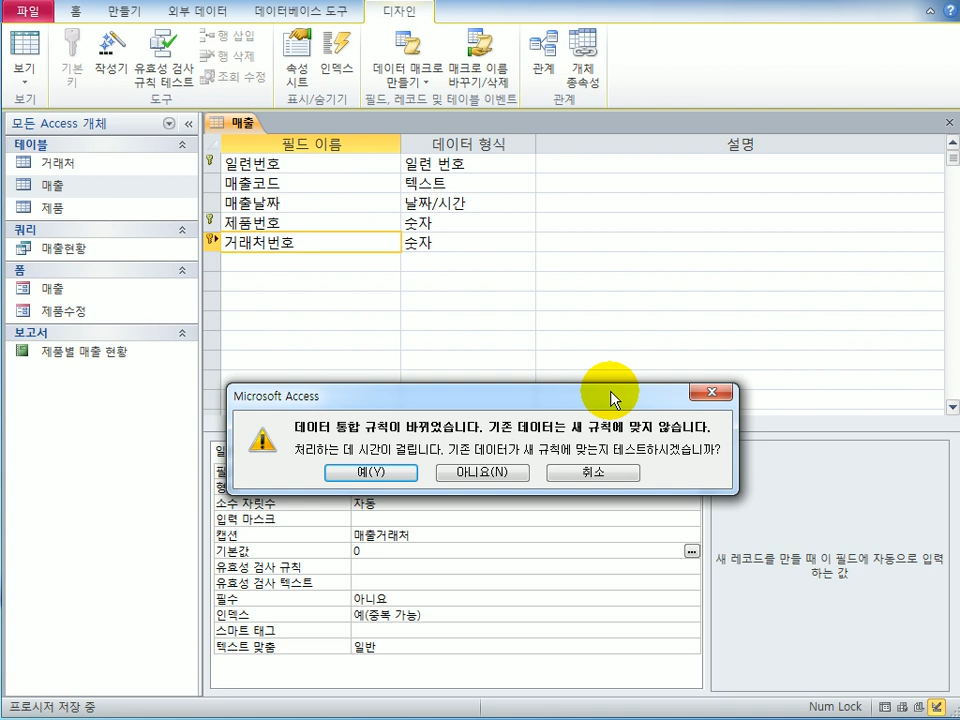 파일 홈 만들기 외부 데이터 데이터베이스 도구 디자인
보기
기본
키
작성기
유효성 검사
규칙 테스트
행 삽입
행 삭제
조회 수정
속성
시트
인덱스
데이터 매크로
만들기
매크로 이름
바꾸기/삭제
관계
개체
종속성
보기 도구 표시/숨기기 필드, 레코드 및 테이블 이벤트 관계
모든 Access 개체
테이블
거래처
매출
제품
쿼리
매출현황
폼
매출
제품수정
보고서
제품별 매출 현황
매출
필드 이름 데이터 형식 설명
일련번호 일련 번호
매출코드 텍스트
매출날짜 날짜/시간
제품번호 숫자
거래처번호 숫자
Microsoft Access
데이터 통합 규칙이 바뀌었습니다. 기존 데이터는 새 규칙에 맞지 않습니다.
처리하는 데 시간이 걸립니다. 기존 데이터가 새 규칙에 맞는지 테스트하시겠습니까?
예(Y) 아니요(N) 취소
소수 자릿수 자동
입력 마스크
캡션 매출거래처
기본값 0
유효성 검사 규칙
유효성 검사 텍스트
필수 아니요
인덱스 예(중복 가능)
스마트 태그
텍스트 맞춤 일반
새 레코드를 만들 때 이 필드에 자동으로 입력
하는 값
프로시저 저장 중 Num Lock